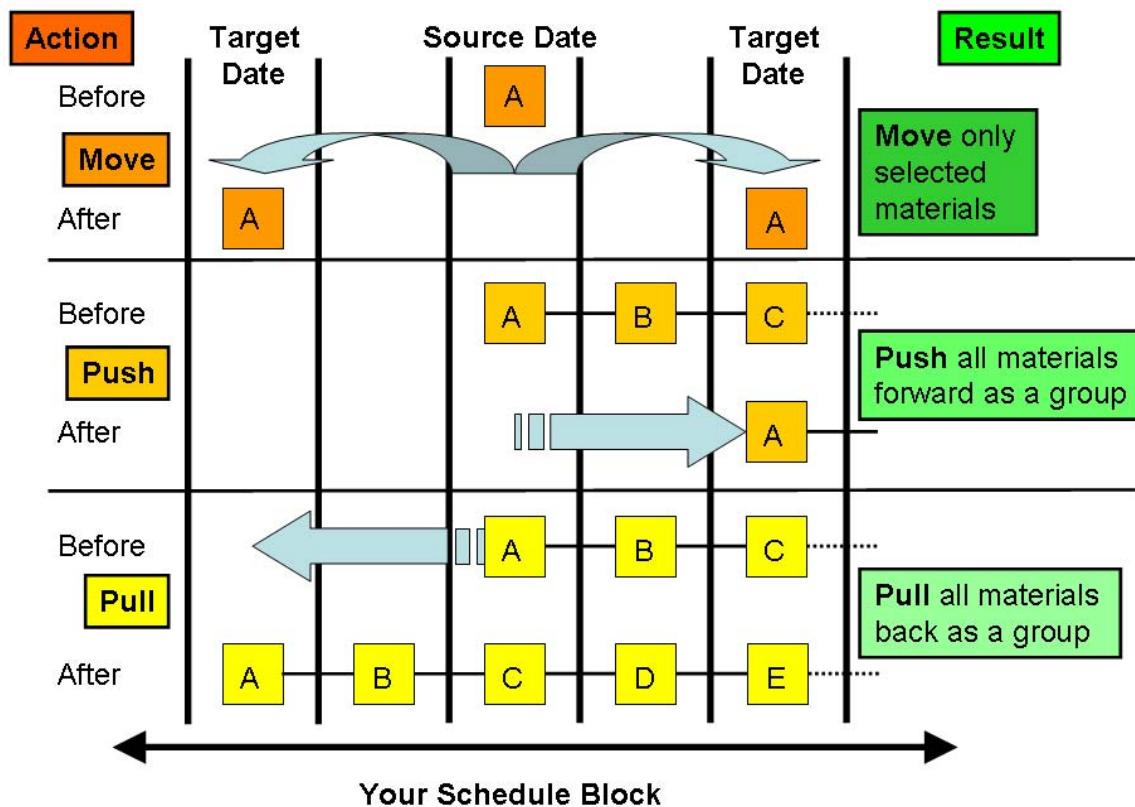 Action
Target
Date
Source Date
Target
Date
Result
Before
A
Move
Move only
selected
materials
After
A
A
Before
A
B
C
Push
Push all materials
forward as a group
After
A
Before
A
B
C
Pull
Pull all materials
back as a group
After
A
B
C
D
E
Your Schedule Block